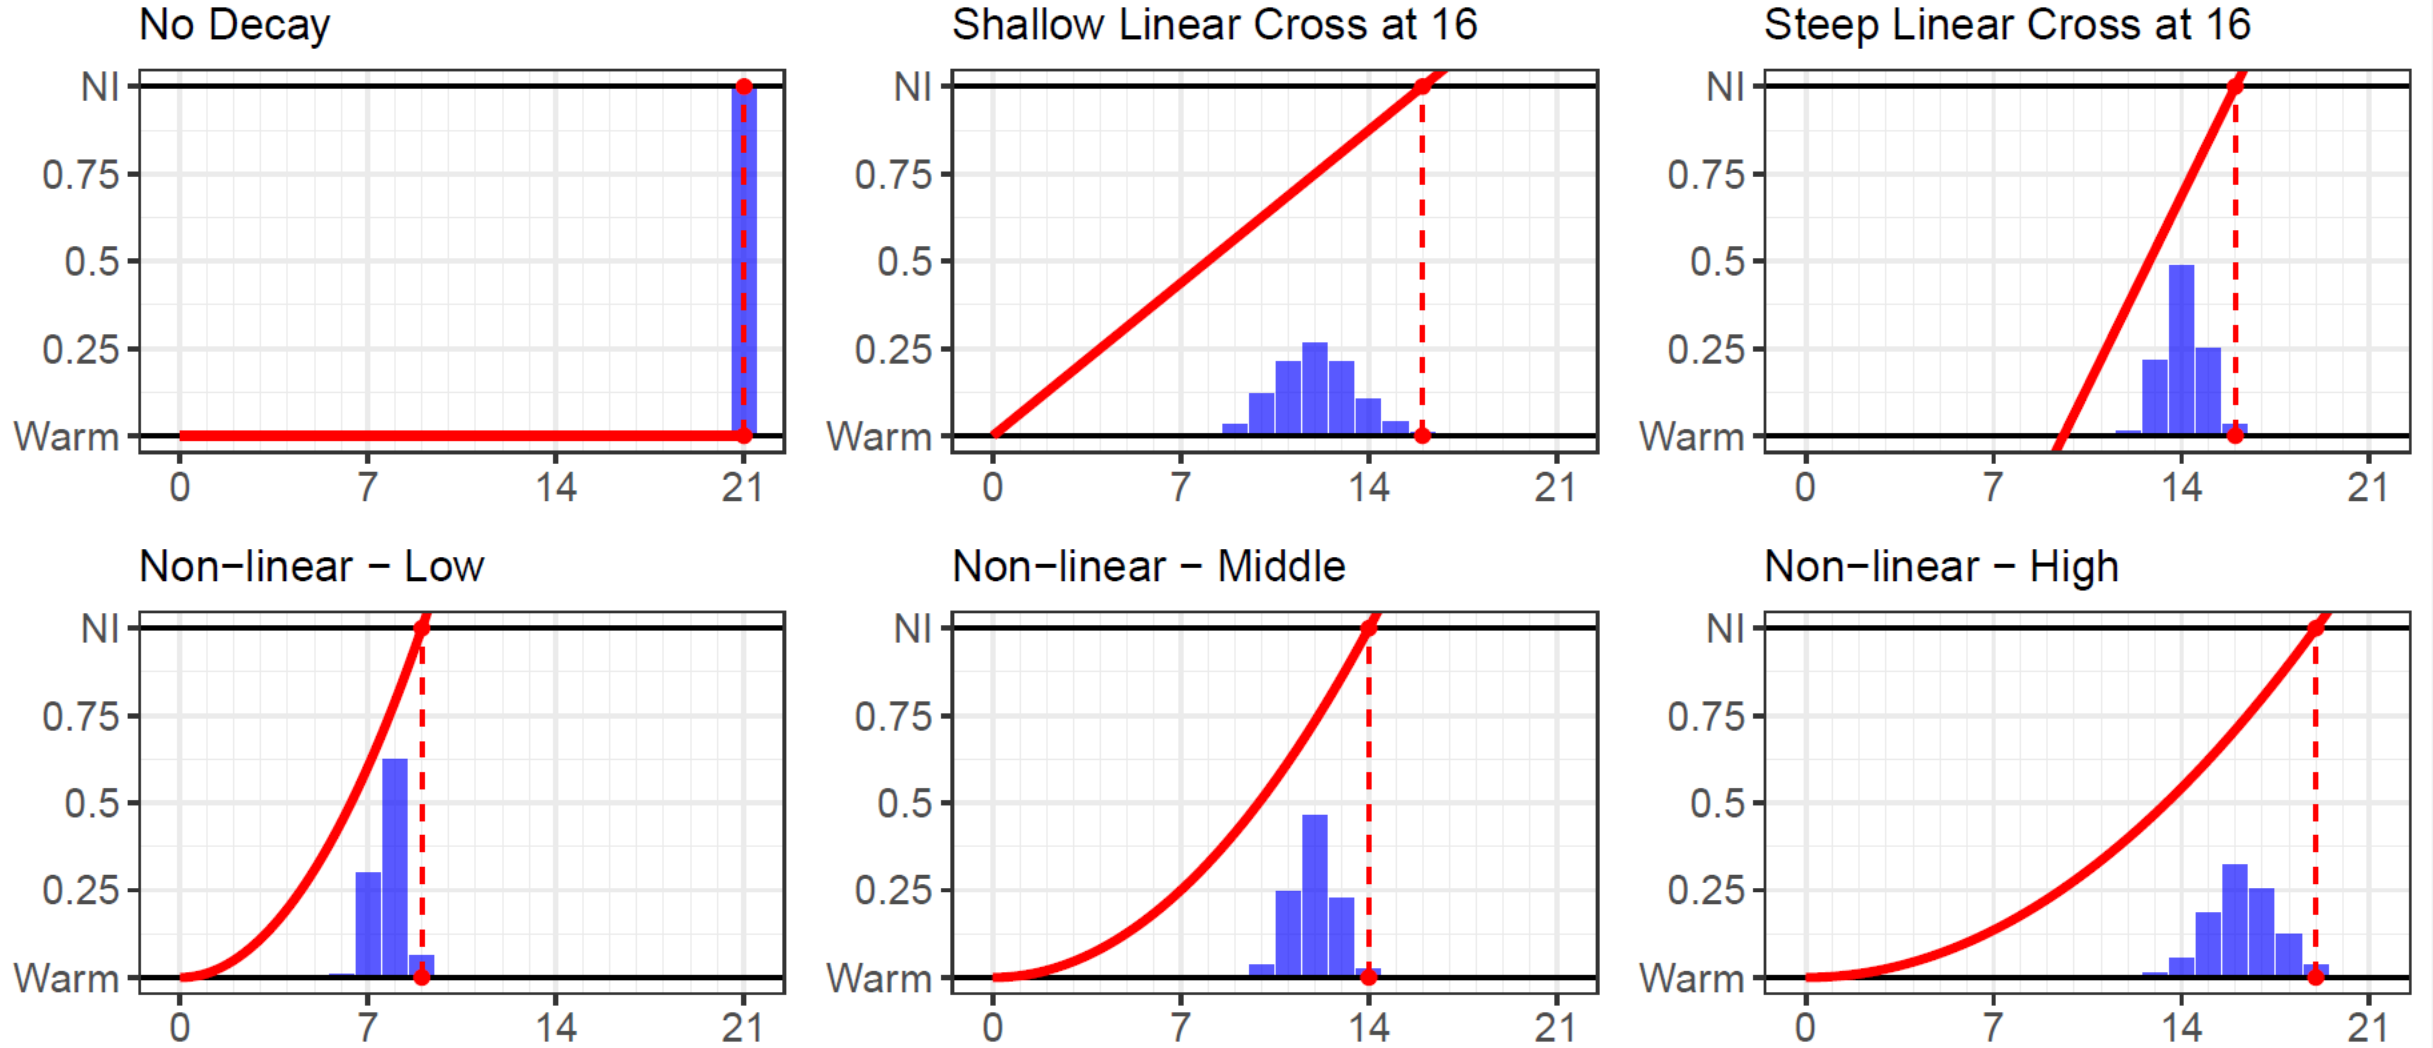 No Decay
NI
0.75
0.5
0.25
Warm
0 7 14 21
Shallow Linear Cross at 16
NI
0.75
0.5
0.25
Warm
0 7 14 21
Steep Linear Cross at 16
NI
0.75
0.5
0.25
Warm
0 7 14 21
Non−linear − Low
NI
0.75
0.5
0.25
Warm
0 7 14 21
Non−linear − Middle
NI
0.75
0.5
0.25
Warm
0 7 14 21
Non−linear − High
NI
0.75
0.5
0.25
Warm
0 7 14 21